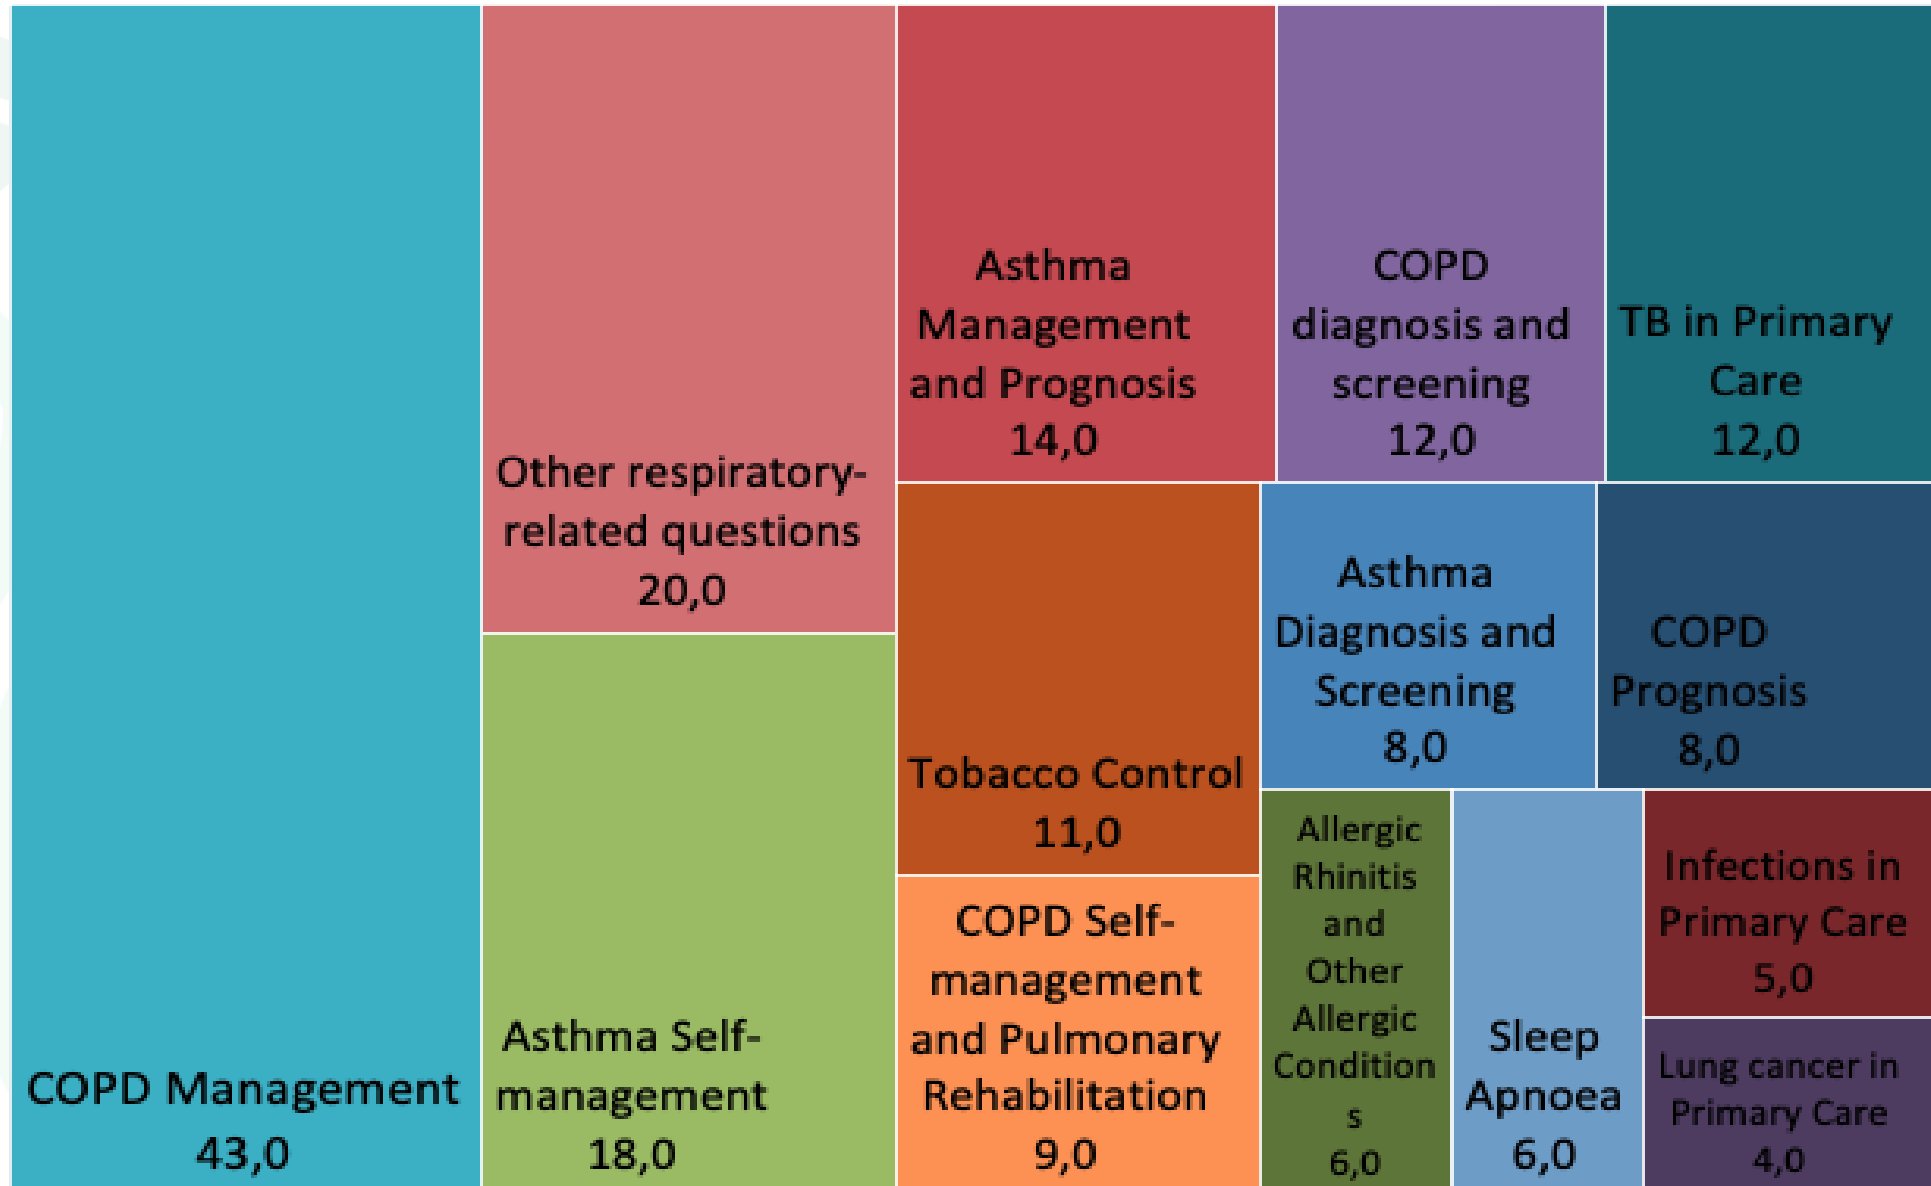 COPD Management
43,0
Other respiratory-
related questions
20,0
Asthma Self-
management
18,0
Asthma
Management
and Prognosis
14,0
COPD
diagnosis and
screening
12,0
TB in Primary
Care
12,0
Tobacco Control
11,0
COPD Self-
management
and Pulmonary
Rehabilitation
9,0
Asthma
Diagnosis and
Screening
8,0
COPD
Prognosis
8,0
Allergic
Rhinitis
and
Other
Allergic
Condition
s
6,0
Sleep
Apnoea
6,0
Infections in
Primary Care
5,0
Lung cancer in
Primary Care
4,0